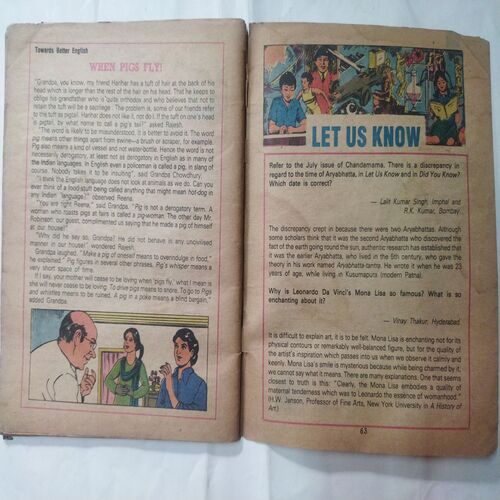 Towards Better English
WHEN PIGS FLY!
"Grandpa, you know, my friend Harihar has a tuft of hair at the back of his
head which is longer than the rest of the hair on his head. That he keeps to
oblige his grandfather who is quite orthodox and who believes that not to
retain the tuft will be a sacrilege. The problem is, some of our friends refer
to the tuft as pigtail. Harihar does not like it, nor do I. If the tuft on one's head
is pigtail, by what name to call a pig's tail?" asked Rajesh.
"The word is likely to be misunderstood. It is better to avoid it. The word
pig means other things apart from swine—a brush or scraper, for example.
Pig also means a kind of vessel and hot waterbottle. Hence the word is not
necessarily derogatory, at least not as derogatory in English as in many of
the Indian languages. In English even a policeman is called a pig, in slang of
course. Nobody takes it to be insulting", said Grandpa Chowdhury.
"I think the English language does not look at animals as we do. Can you
ever think of a food-stuff being called anything that might mean hot-dog in
any Indian language!" observed Reena.
"You are right Reena," said Grandpa. "Pig is not a derogatory term. A
woman who roasts pigs at fairs is called a pig-woman. The other day Mr.
Robinson, our guest, complimented us saying that he made a pig of himself
at our house!"
"Why did he say so, Grandpa? He did not behave in any uncivilised
manner in our house!", wondered Rajesh.
Grandpa laughed. "Make a pig of oneself means to overindulge in food,"
he explained." Pig figures in several other phrases. Pig's whisper means a
very short space of time.
If I say, your mother will cease to be loving when "pigs fly," what I mean is
she will never cease to be loving. To drive pigs means to snore. To go to Pigs
and whistles means to be ruined. A pig in a poke means a blind bargain."
added Grandpa.
LET US KNOW
Refer to the July issue of Chandamama. There is a discrepancy in
regard to the time of Aryabhatta, in Let Us Know and in Did You Know?
Which date is correct?
— Lalit Kumar Singh, Imphal and
R.K. Kumar, Bombay.
The discrepancy crept in because there were two Aryabhattas. Although
some scholars think that it was the second Aryabhatta who discovered the
fact of the earth going round the sun, authentic research has established that
it was the earlier Aryabhatta, who lived in the 5th century, who gave the
theory in his work named Aryabhata-tantra. He wrote it when he was 23
years of age, while living in Kusumapura (modern Patna).
Why is Leonardo Da Vinci's Mona Lisa so famous? What is so
enchanting about it?
— Vinay Thakur, Hyderabad.
It is difficult to explain art, it is to be felt. Mona Lisa is enchanting not for its
physical contours or remarkably well-balanced figure, but for the quality of
the artist's inspiration which passes into us when we observe it calmly and
keenly. Mona Lisa's smile is mysterious because while being charmed by it,
we cannot say what it means. There are many explanations. One that seems
closest to truth is this: "Clearly, the Mona Lisa embodies a quality of
maternal tenderness which was to Leonardo the essence of womanhood."
(H.W. Janson, Professor of Fine Arts, New York University in A History of
Art.)
63